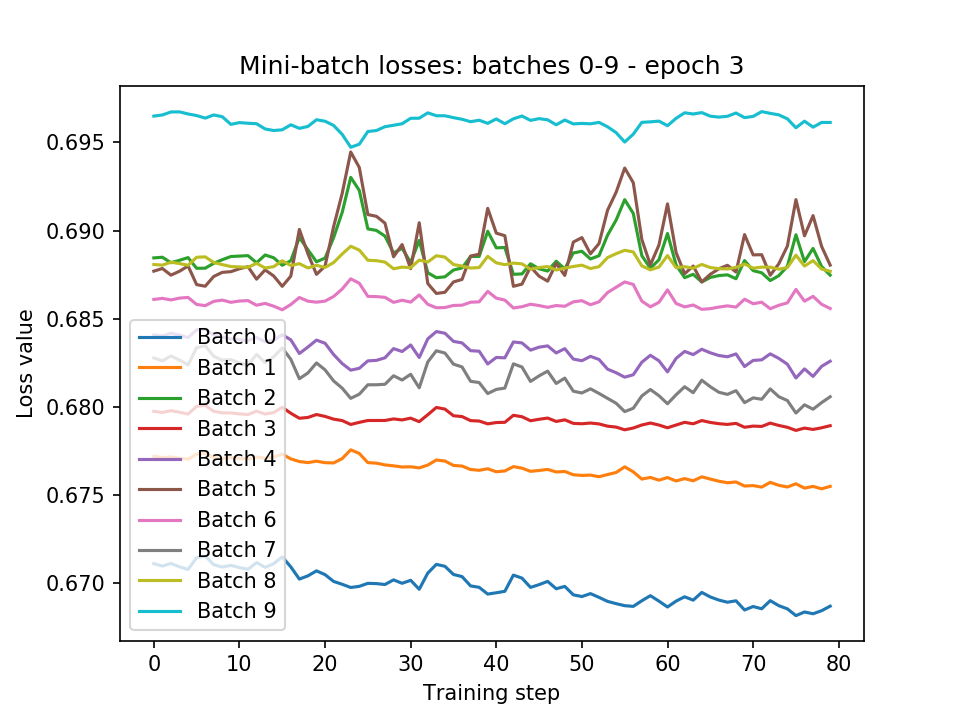 Mini-batch losses: batches 0-9 - epoch 3
Loss value
0.695
0.690
0.685
0.680
0.675
0.670
Batch 0
Batch 1
Batch 2
Batch 3
Batch 4
Batch 5
Batch 6
Batch 7
Batch 8
Batch 9
0 10 20 30 40 50 60 70 80
Training step